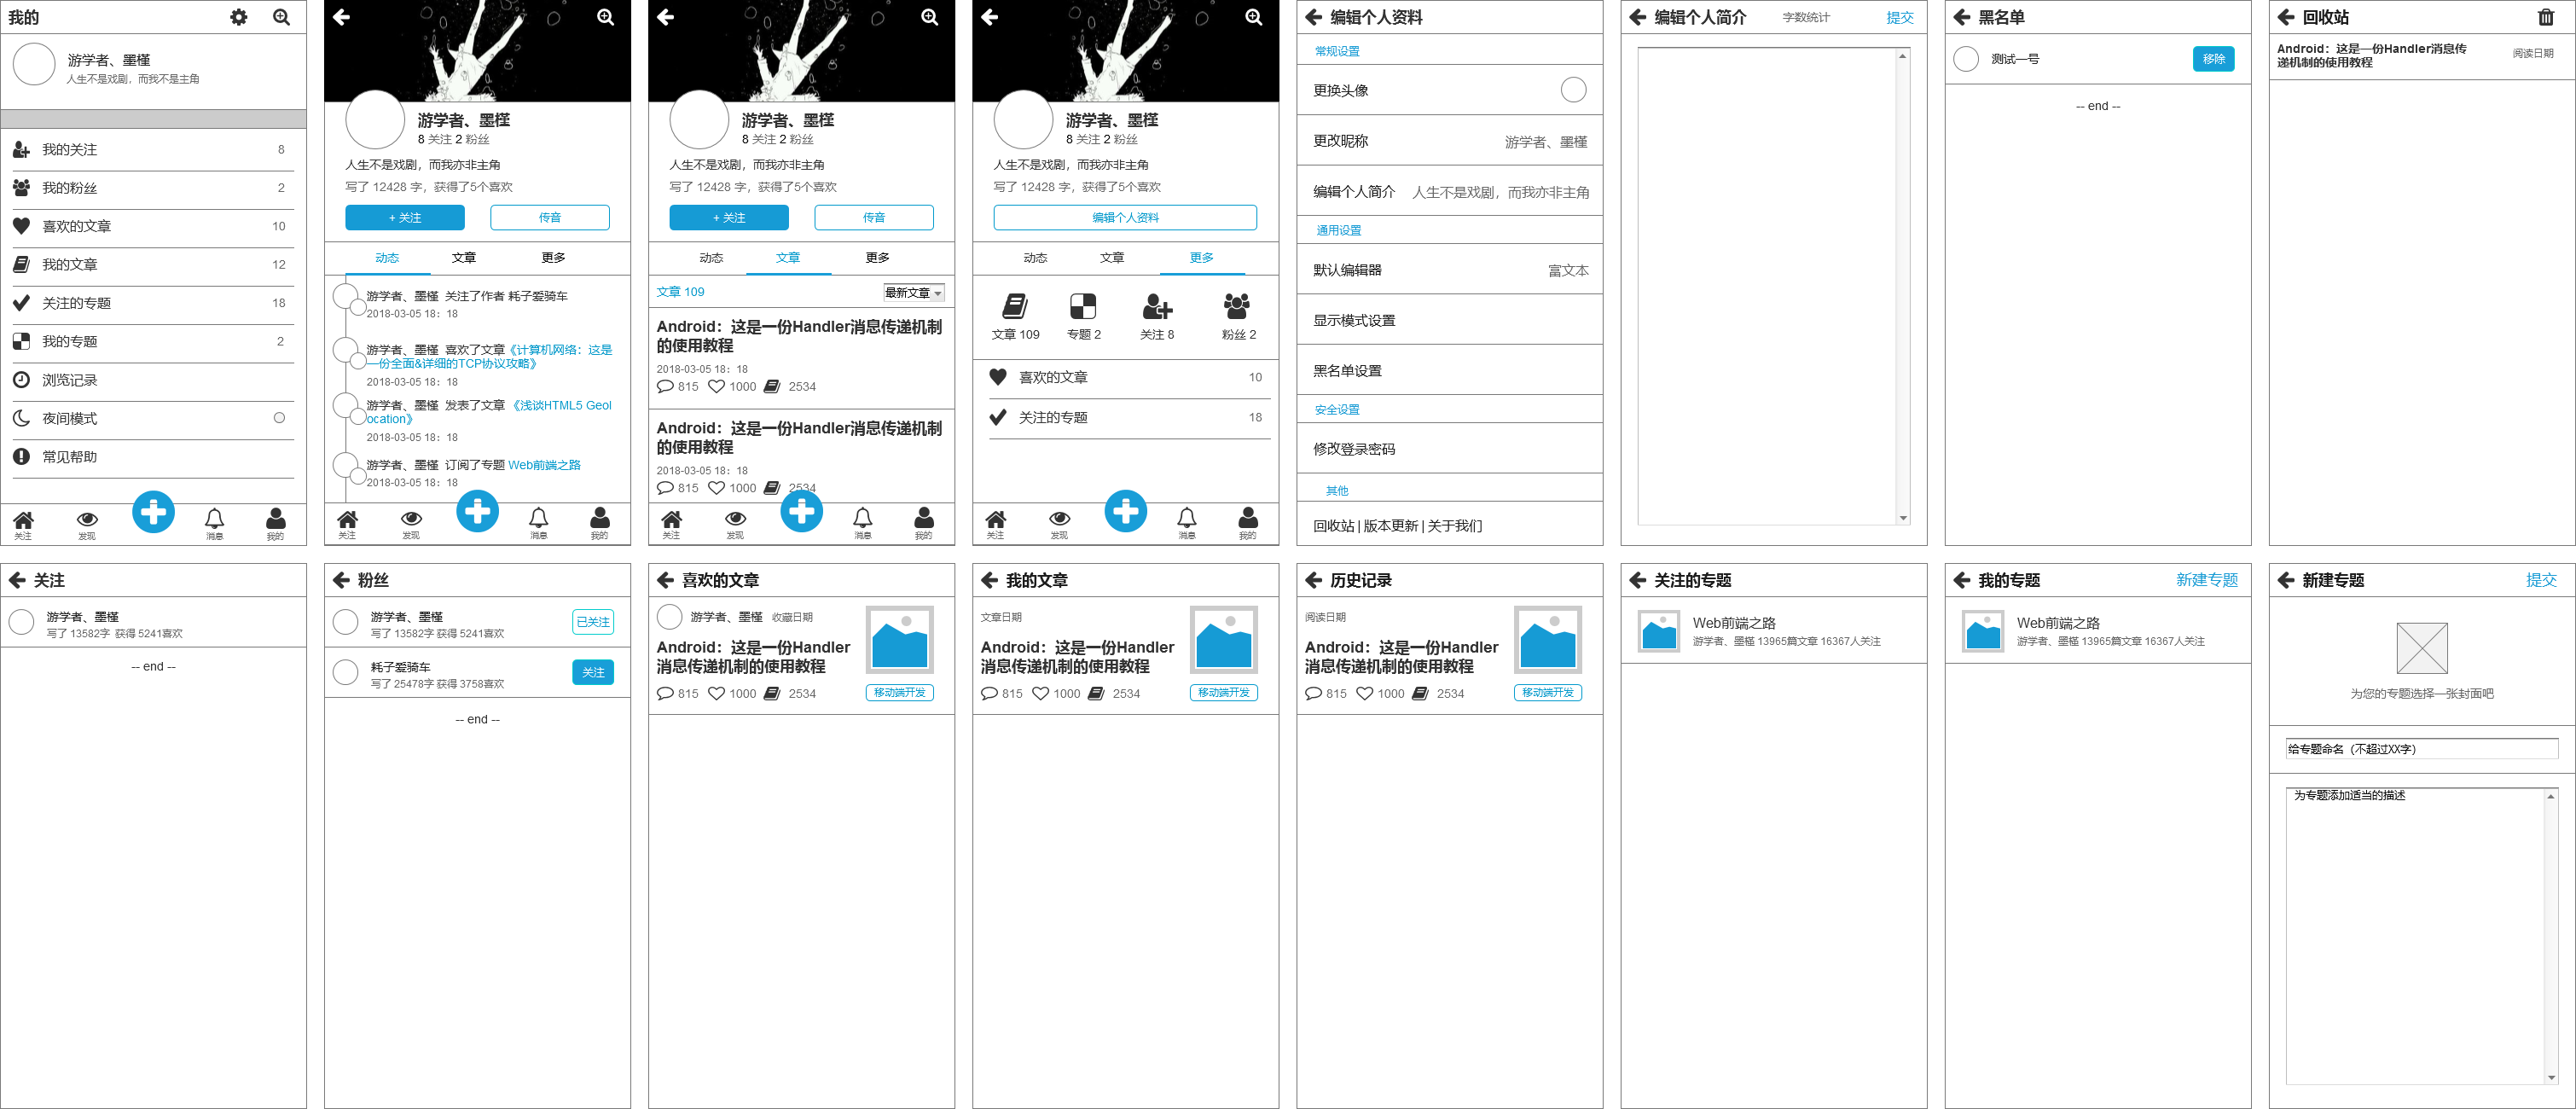 我的
游学者、墨槿
人生不是戏剧，而我不是主角
我的关注 8
我的粉丝 2
喜欢的文章 10
我的文章 12
关注的专题 18
我的专题 2
浏览记录
夜间模式
常见帮助
关注 发现 消息 我的
游学者、墨槿
8 关注 2 粉丝
人生不是戏剧，而我亦非主角
写了 12428 字，获得了5个喜欢
+ 关注 传音
动态 文章 更多
游学者、墨槿 关注了作者 耗子爱骑车
2018-03-05 18：18
游学者、墨槿 喜欢了文章《计算机网络：这是
一份全面&详细的TCP协议攻略》
2018-03-05 18：18
游学者、墨槿 发表了文章 《浅谈HTML5 Geol
ocation》
2018-03-05 18：18
游学者、墨槿 订阅了专题 Web前端之路
2018-03-05 18：18
关注 发现 消息 我的
游学者、墨槿
8 关注 2 粉丝
人生不是戏剧，而我亦非主角
写了 12428 字，获得了5个喜欢
+ 关注 传音
动态 文章 更多
文章 109 最新文章
Android：这是一份Handler消息传递机制
的使用教程
2018-03-05 18：18
815 1000 2534
Android：这是一份Handler消息传递机制
的使用教程
2018-03-05 18：18
815 1000 2534
关注 发现 消息 我的
游学者、墨槿
8 关注 2 粉丝
人生不是戏剧，而我亦非主角
写了 12428 字，获得了5个喜欢
编辑个人资料
动态 文章 更多
文章 109 专题 2 关注 8 粉丝 2
喜欢的文章 10
关注的专题 18
关注 发现 消息 我的
编辑个人资料
常规设置
更换头像
更改昵称 游学者、墨槿
编辑个人简介 人生不是戏剧，而我亦非主角
通用设置
默认编辑器 富文本
显示模式设置
黑名单设置
安全设置
修改登录密码
其他
回收站 | 版本更新 | 关于我们
编辑个人简介 字数统计 提交
黑名单
测试一号 移除
-- end --
回收站
Android：这是一份Handler消息传 阅读日期
递机制的使用教程
关注
游学者、墨槿
写了 13582字 获得 5241喜欢
-- end --
粉丝
游学者、墨槿 已关注
写了 13582字 获得 5241喜欢
耗子爱骑车 关注
写了 25478字 获得 3758喜欢
-- end --
喜欢的文章
游学者、墨槿 收藏日期
Android：这是一份Handler
消息传递机制的使用教程
815 1000 2534 移动端开发
我的文章
文章日期
Android：这是一份Handler
消息传递机制的使用教程
815 1000 2534 移动端开发
历史记录
阅读日期
Android：这是一份Handler
消息传递机制的使用教程
815 1000 2534 移动端开发
关注的专题
Web前端之路
游学者、墨槿 13965篇文章 16367人关注
我的专题 新建专题
Web前端之路
游学者、墨槿 13965篇文章 16367人关注
新建专题 提交
为您的专题选择一张封面吧
给专题命名（不超过XX字）
为专题添加适当的描述